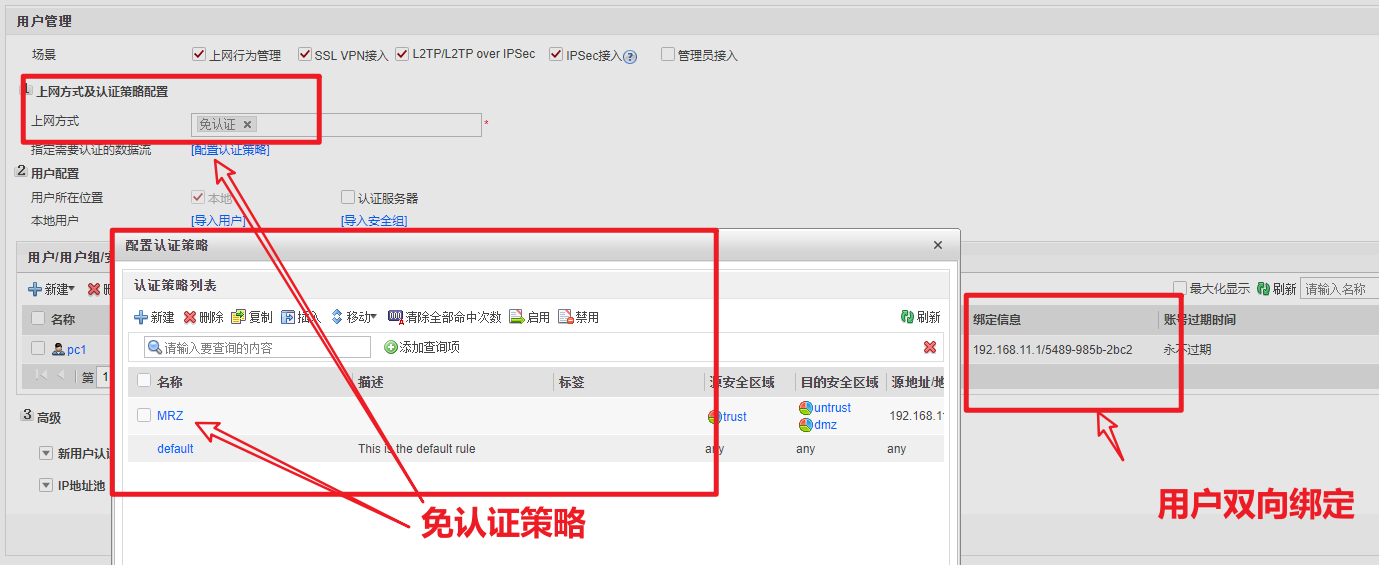 用户管理
场景 上网行为管理 SSL VPN接入 L2TP/L2TP over IPSec IPSec接入 ? 管理员接入
1 上网方式及认证策略配置
上网方式 免认证 × *
指定需要认证的数据流 [配置认证策略]
2 用户配置
用户所在位置 本地 认证服务器
本地用户 [导入用户] [导入安全组]
用户/用户组/
新建 最大化显示 刷新 请输入名称
名称 绑定信息 账号过期时间
pc1 192.168.11.1/5489-985b-2bc2 永不过期
第 1
3 高级
新用户认
IP地址池
配置认证策略 ×
认证策略列表
新建 删除 复制 插入 移动 清除全部命中次数 启用 禁用 刷新
请输入要查询的内容 添加查询项
名称 描述 标签 源安全区域 目的安全区域 源地址/地
MRZ trust untrust dmz 192.168.1
default This is the default rule any any any
免认证策略
用户双向绑定